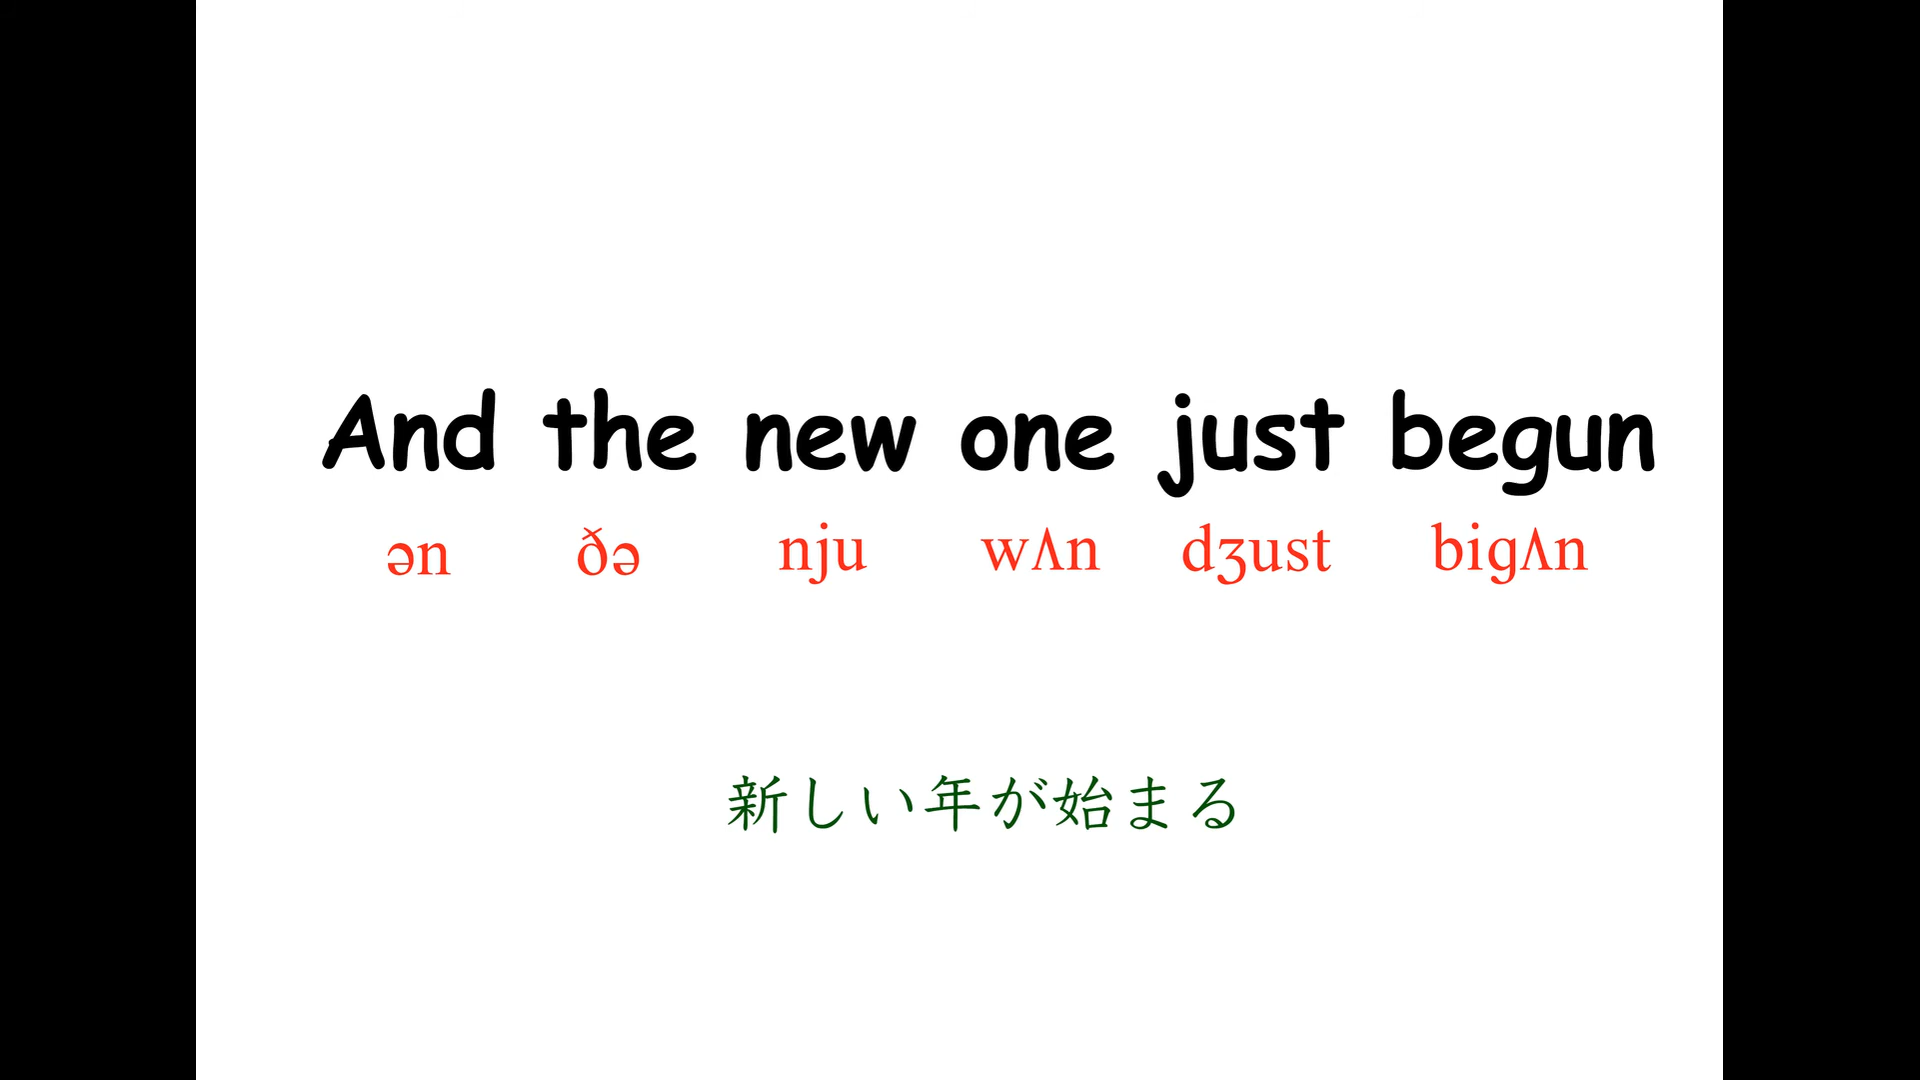 And the new one just begun
ən ðə nju wʌn dʒust bigʌn
新しい年が始まる